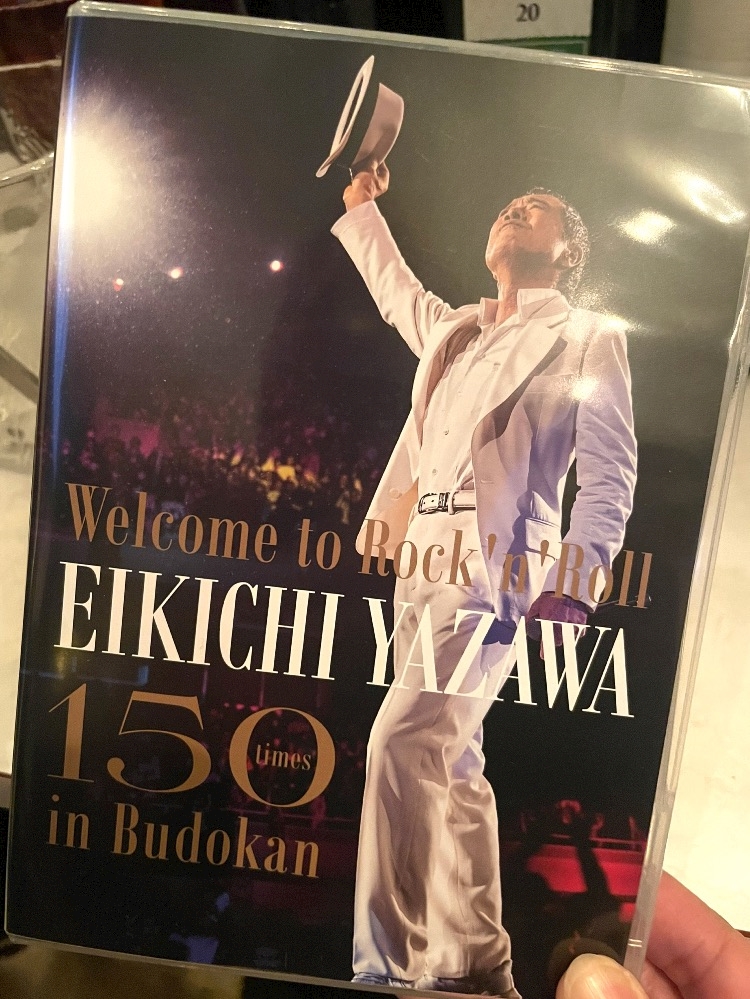 20
Welcome to Rock'n'Roll
EIKICHI YAZAWA
150
times
in Budokan